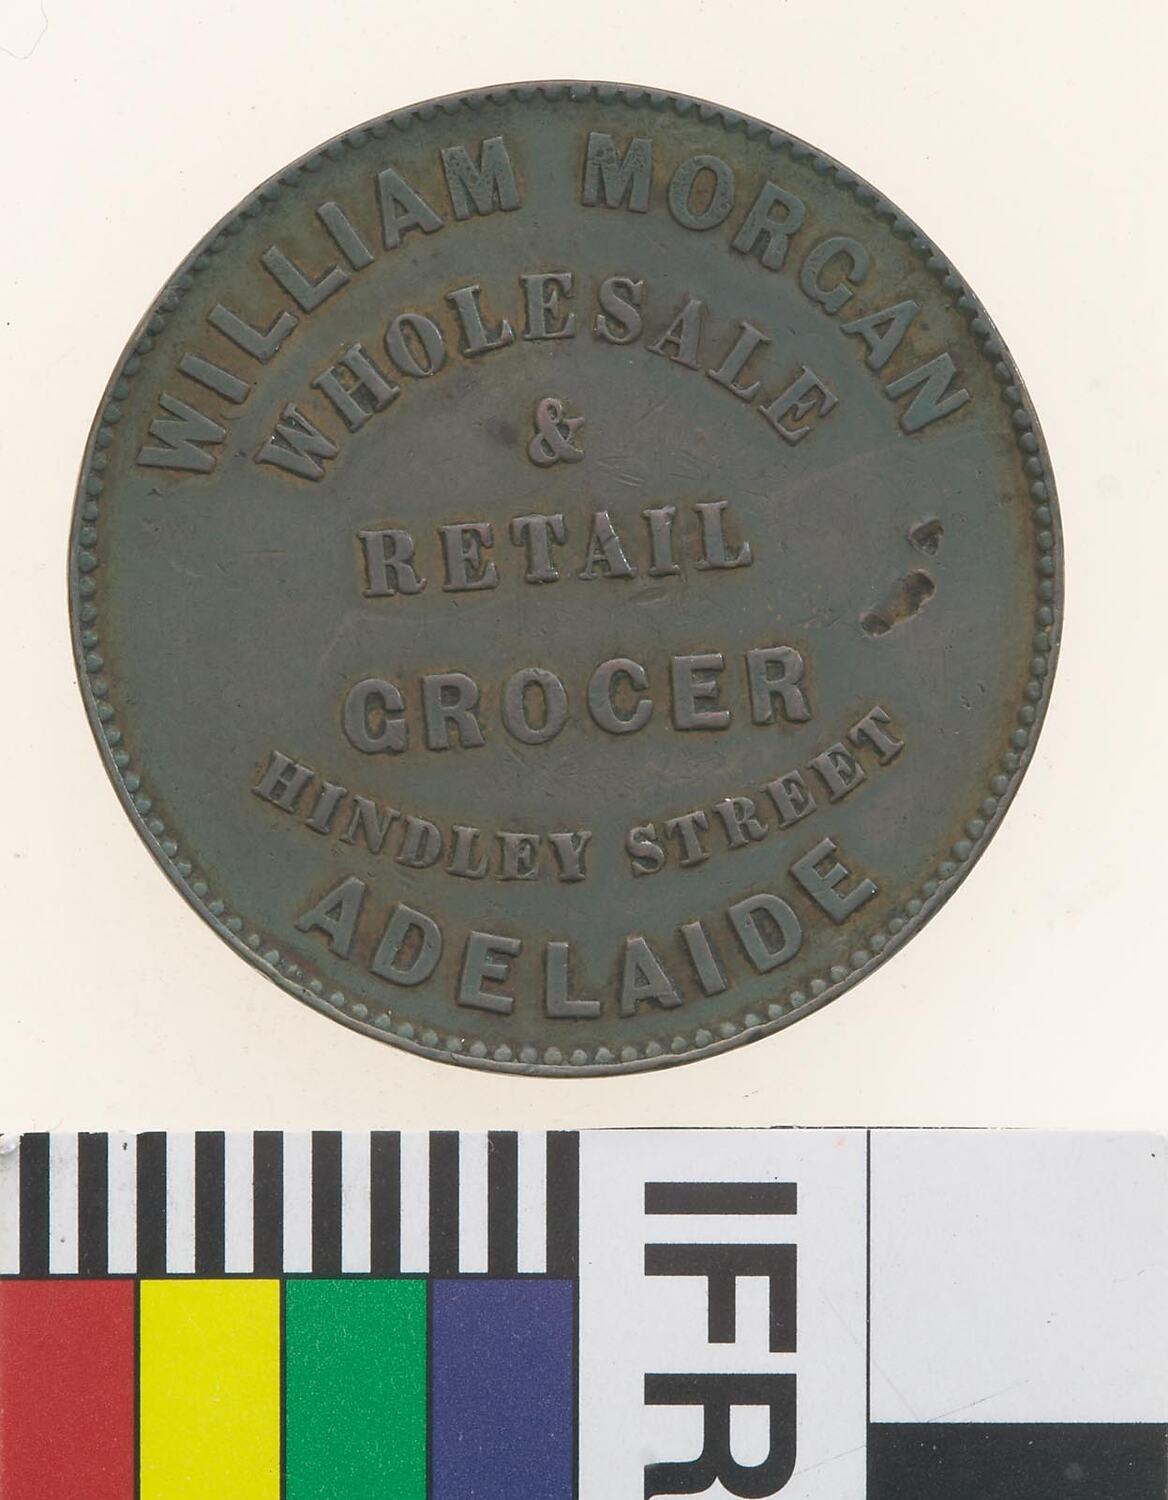 WILLIAM MORGAN
WHOLESALE
&
RETAIL
GROCER
HINDLEY STREET
ADELAIDE
IFR